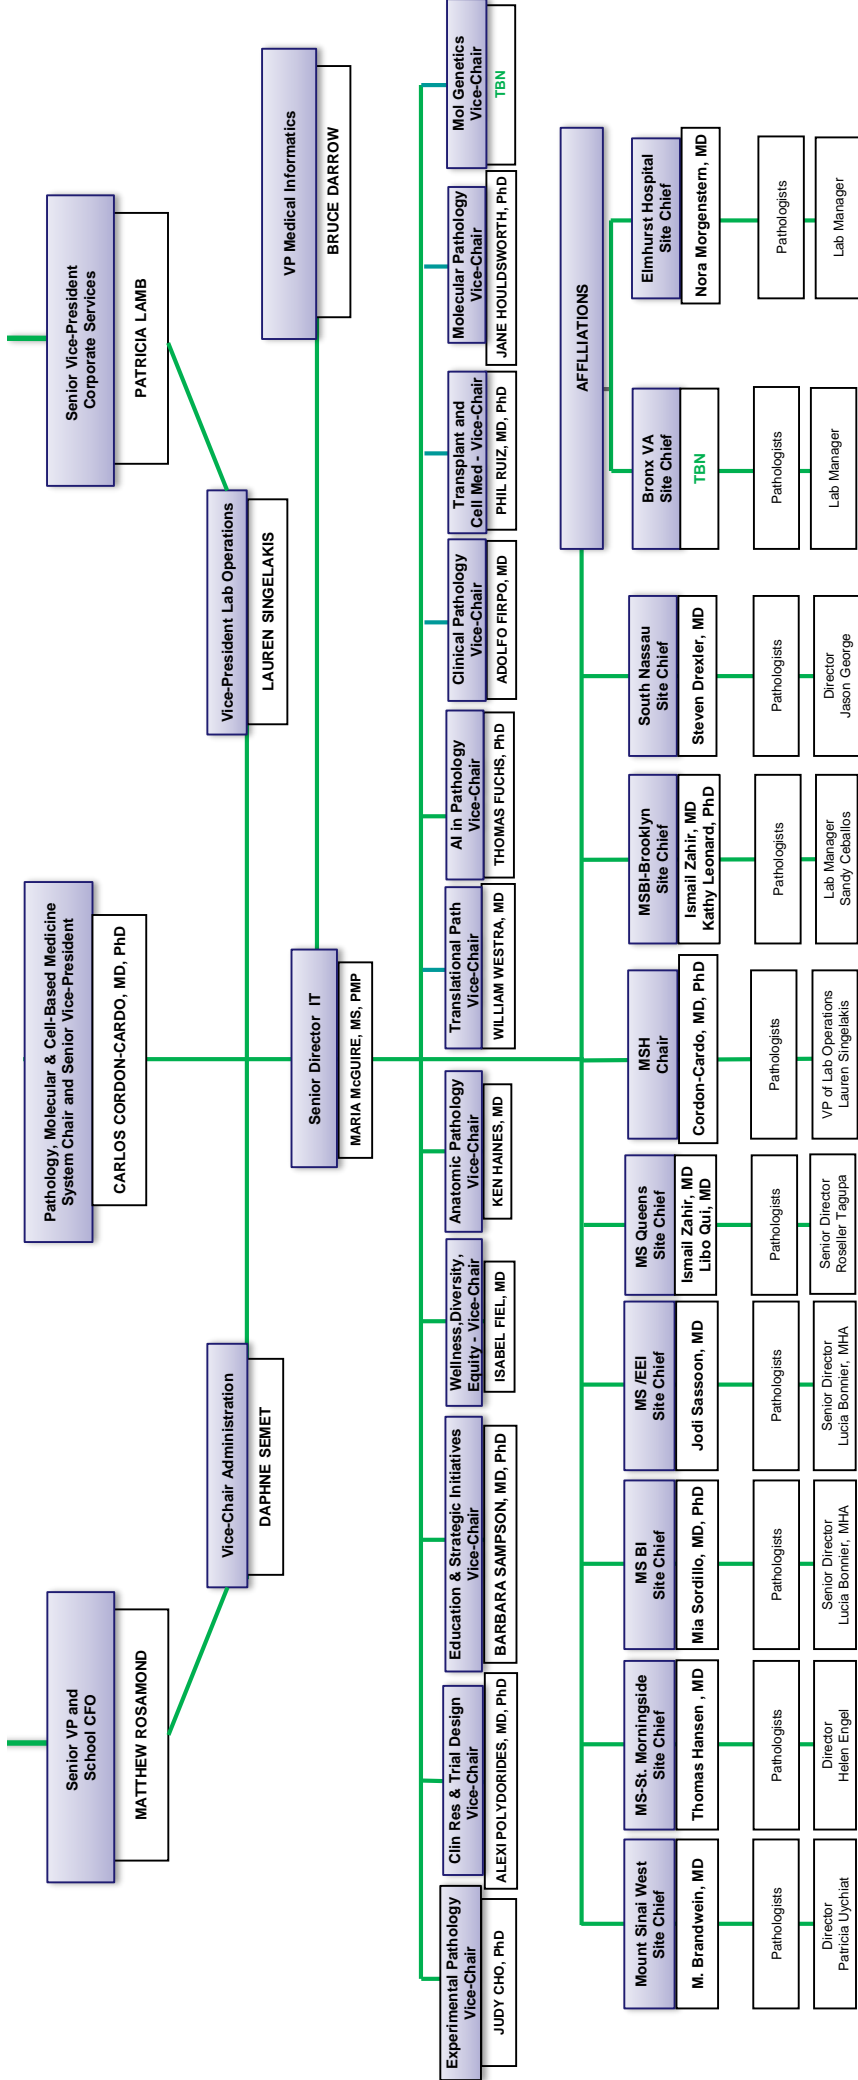 Senior VP and
School CFO
MATTHEW ROSAMOND
Pathology, Molecular & Cell-Based Medicine
System Chair and Senior Vice-President
CARLOS CORDON-CARDO, MD, PhD
Senior Vice-President
Corporate Services
PATRICIA LAMB
Vice-Chair Administration
DAPHNE SEMET
Vice-President Lab Operations
LAUREN SINGELAKIS
Senior Director IT
MARIA McGUIRE, MS, PMP
VP Medical Informatics
BRUCE DARROW
Experimental Pathology
Vice-Chair
JUDY CHO, PhD
Clin Res & Trial Design
Vice-Chair
ALEXI POLYDORIDES, MD, PhD
Education & Strategic Initiatives
Vice-Chair
BARBARA SAMPSON, MD, PhD
Wellness,Diversity,
Equity - Vice-Chair
ISABEL FIEL, MD
Anatomic Pathology
Vice-Chair
KEN HAINES, MD
Translational Path
Vice-Chair
WILLIAM WESTRA, MD
AI in Pathology
Vice-Chair
THOMAS FUCHS, PhD
Clinical Pathology
Vice-Chair
ADOLFO FIRPO, MD
Transplant and
Cell Med - Vice-Chair
PHIL RUIZ, MD, PhD
Molecular Pathology
Vice-Chair
JANE HOULDSWORTH, PhD
Mol Genetics
Vice-Chair
TBN
AFFLLIATIONS
Mount Sinai West
Site Chief
M. Brandwein, MD
Pathologists
Director
Patricia Uychiat
MS-St. Morningside
Site Chief
Thomas Hansen , MD
Pathologists
Director
Helen Engel
MS BI
Site Chief
Mia Sordillo, MD, PhD
Pathologists
Senior Director
Lucia Bonnier, MHA
MS /EEI
Site Chief
Jodi Sassoon, MD
Pathologists
Senior Director
Lucia Bonnier, MHA
MS Queens
Site Chief
Ismail Zahir, MD
Libo Qui, MD
Pathologists
Senior Director
Roseller Tagupa
MSH
Chair
Cordon-Cardo, MD, PhD
Pathologists
VP of Lab Operations
Lauren Singelakis
MSBI-Brooklyn
Site Chief
Ismail Zahir, MD
Kathy Leonard, PhD
Pathologists
Lab Manager
Sandy Ceballos
South Nassau
Site Chief
Steven Drexler, MD
Pathologists
Director
Jason George
Bronx VA
Site Chief
TBN
Pathologists
Lab Manager
Elmhurst Hospital
Site Chief
Nora Morgenstern, MD
Pathologists
Lab Manager